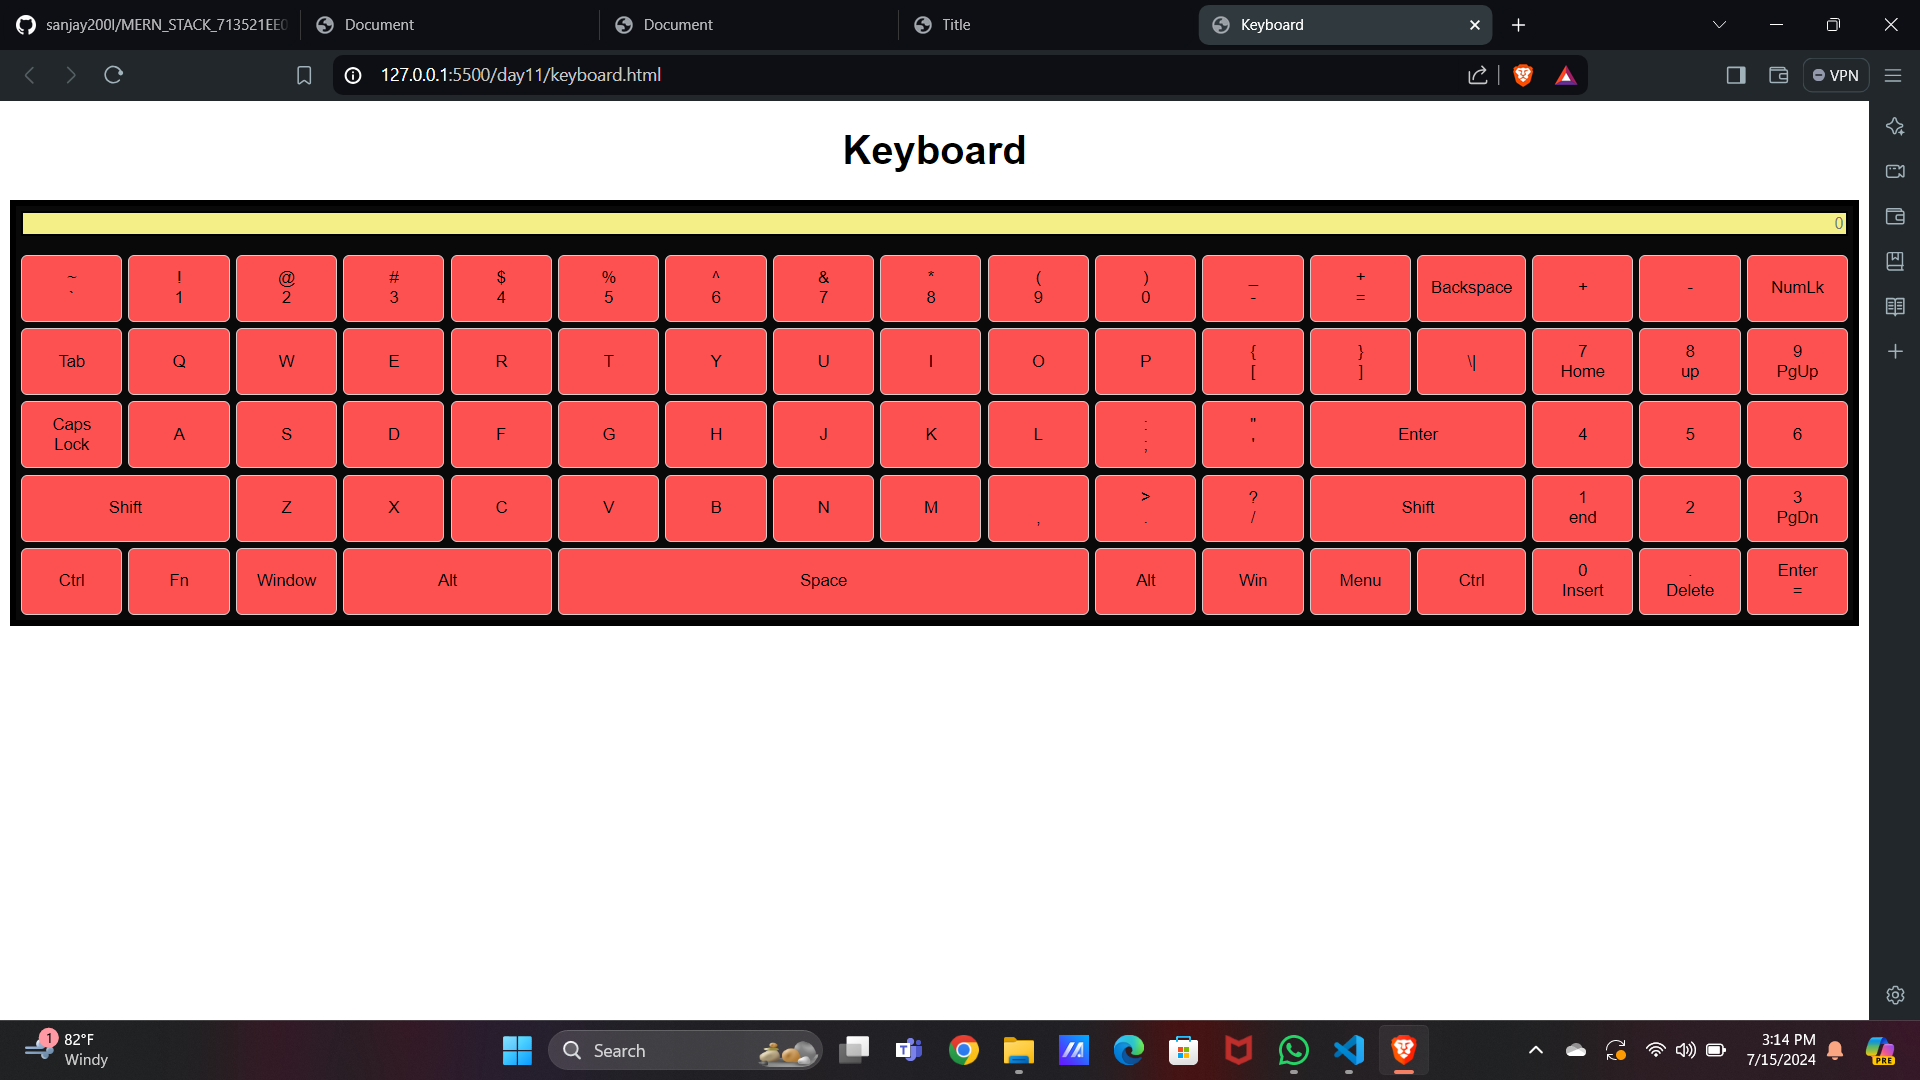 sanjay200l/MERN_STACK_713521EE0
Document
Document
Title
Keyboard
127.0.0.1:5500/day11/keyboard.html
VPN
Keyboard
0
~
`
!
1
@
2
#
3
$
4
%
5
^
6
&
7
*
8
(
9
)
0
_
-
+
=
Backspace
+
-
NumLk
Tab
Q
W
E
R
T
Y
U
I
O
P
{
[
}
]
\|
7
Home
8
up
9
PgUp
Caps
Lock
A
S
D
F
G
H
J
K
L
:
;
"
'
Enter
4
5
6
Shift
Z
X
C
V
B
N
M
,
>
.
?
/
Shift
1
end
2
3
PgDn
Ctrl
Fn
Window
Alt
Space
Alt
Win
Menu
Ctrl
0
Insert
.
Delete
Enter
=
1
82°F
Windy
Search
3:14 PM
7/15/2024
PRE